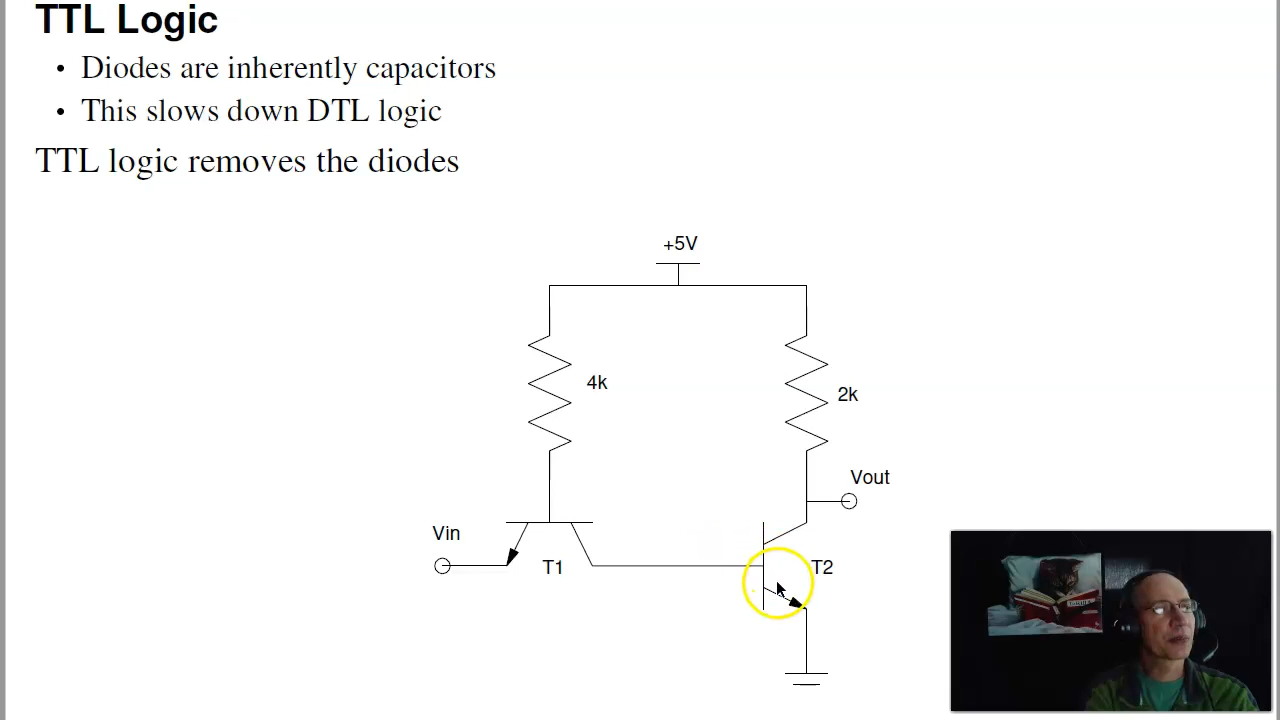 TTL Logic
• Diodes are inherently capacitors
• This slows down DTL logic
TTL logic removes the diodes
+5V
4k
2k
Vout
Vin
T1
T2